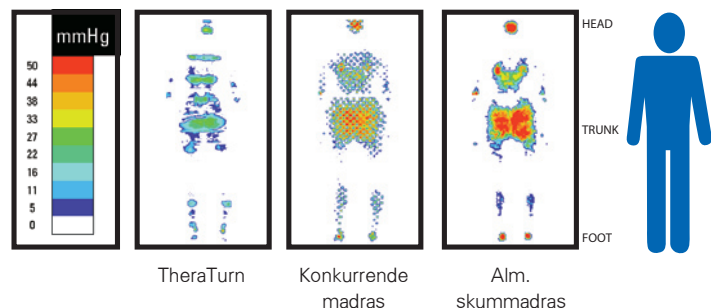 mmHg
50
44
38
33
27
22
16
11
5
0
HEAD
TRUNK
FOOT
TheraTurn
Konkurrende
madras
Alm.
skummadras